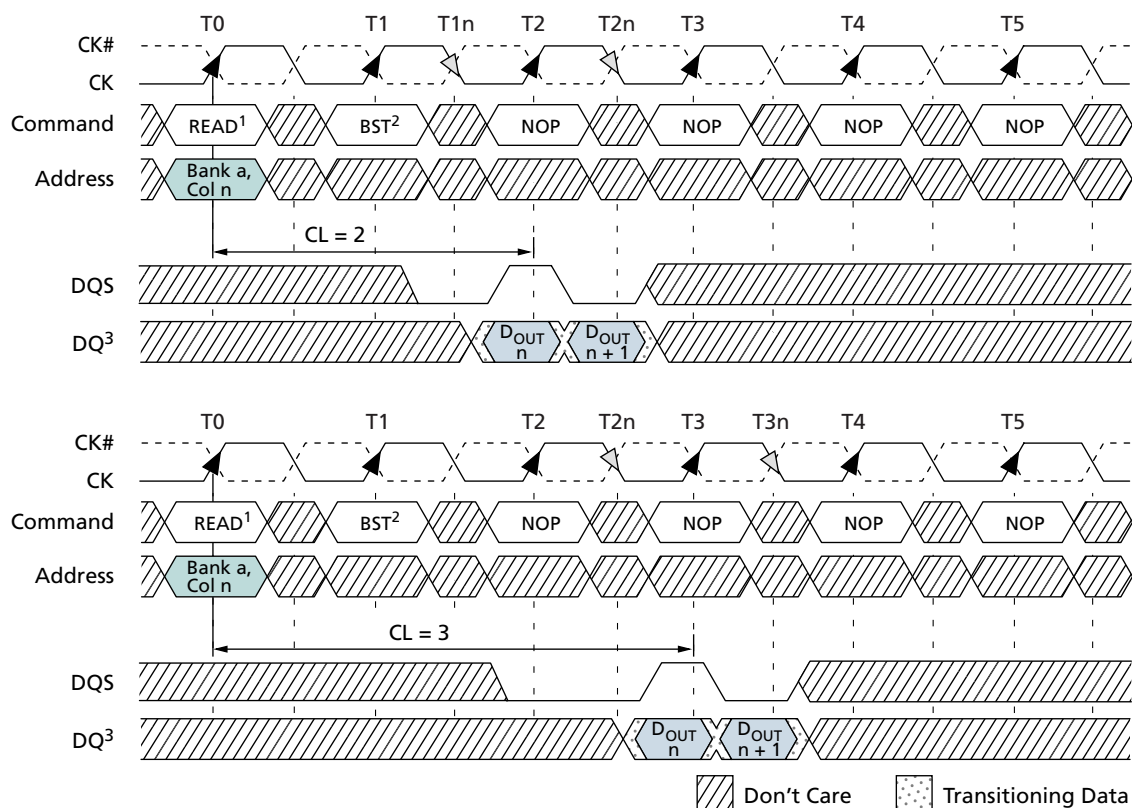 T0 T1 T1n T2 T2n T3 T4 T5
CK#
CK
Command READ1 BST2 NOP NOP NOP NOP
Address Bank a,
Col n
CL = 2
DQS
DQ3 DOUT
n DOUT
n + 1
T0 T1 T2 T2n T3 T3n T4 T5
CK#
CK
Command READ1 BST2 NOP NOP NOP NOP
Address Bank a,
Col n
CL = 3
DQS
DQ3 DOUT
n DOUT
n + 1
Don't Care Transitioning Data